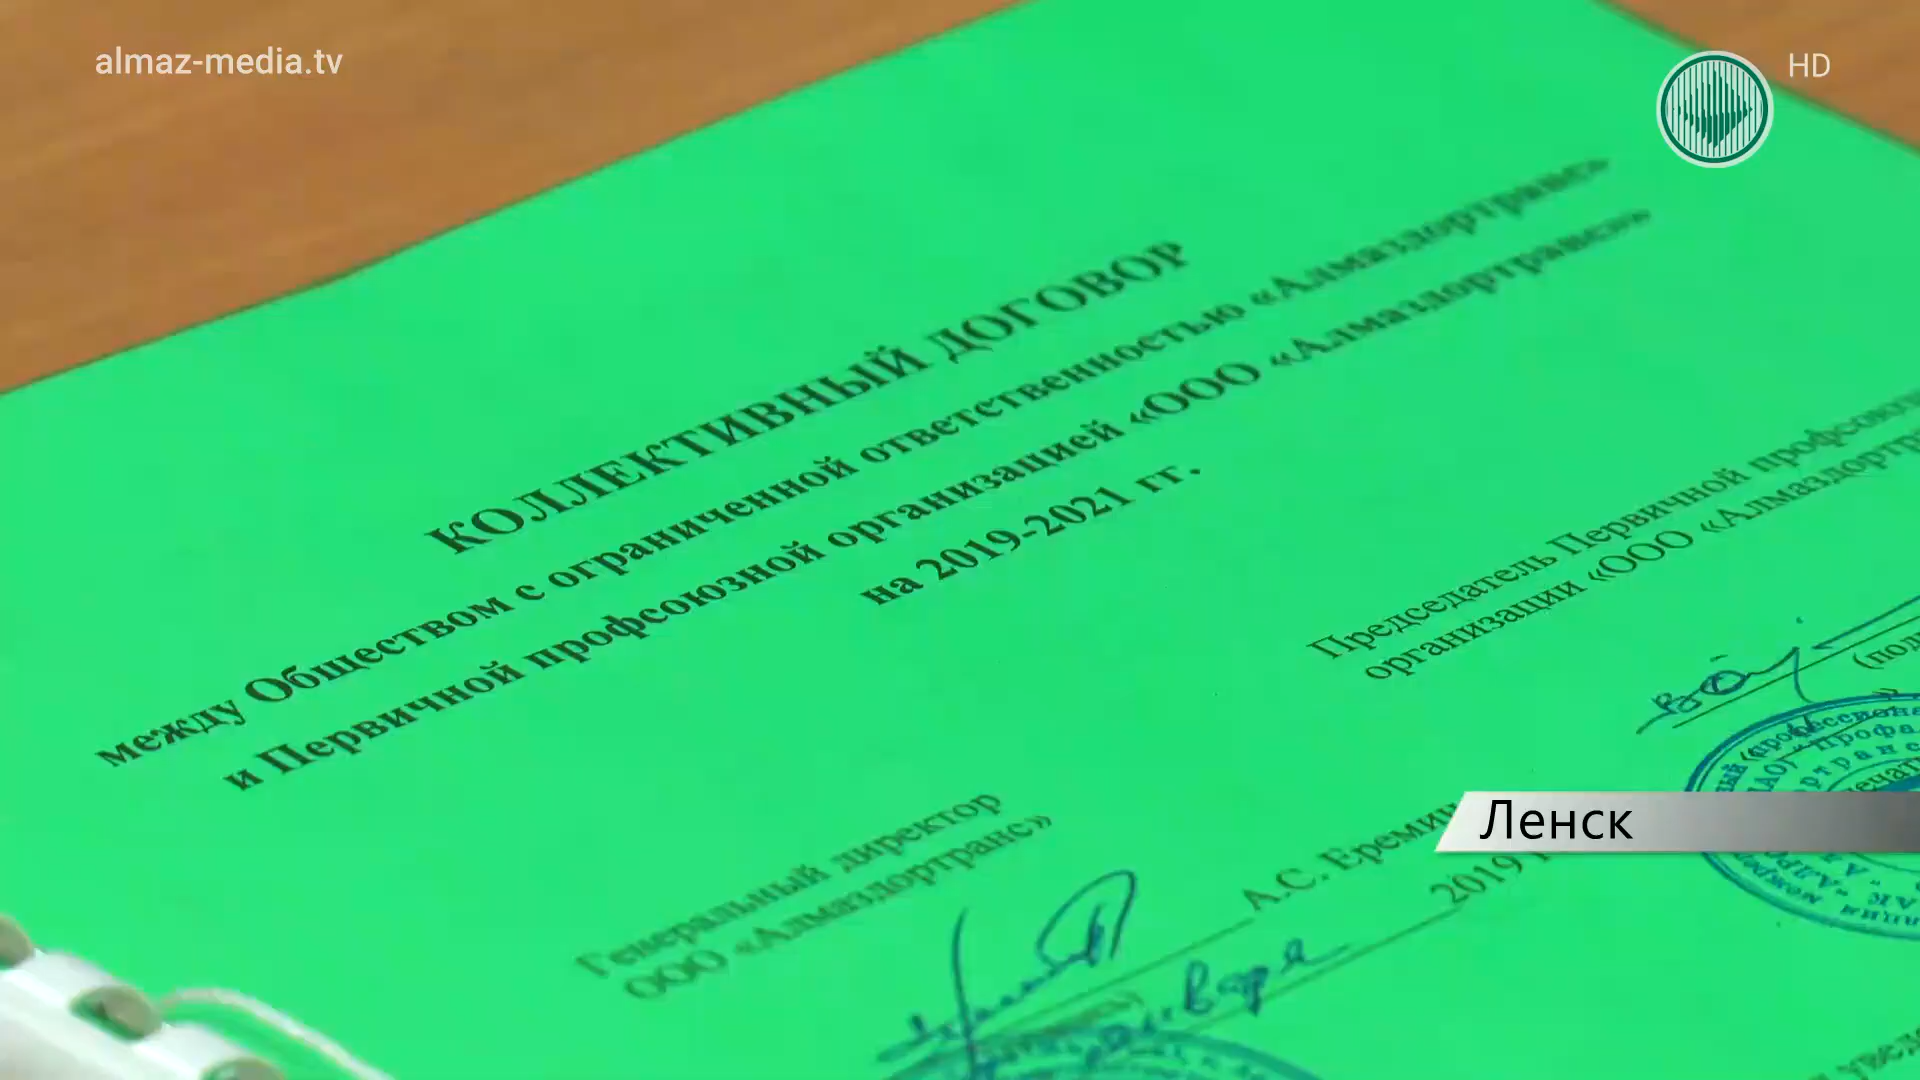 almaz-media.tv
HD
КОЛЛЕКТИВНЫЙ ДОГОВОР
между Обществом с ограниченной ответственностью «Алмаздортранс»
и Первичной профсоюзной организацией «ООО «Алмаздортранс»
на 2019-2021 гг.
Председатель Первичной
организации «ООО
Генеральный директор
ООО «Алмаздортранс»
А.С. Еремин
2019
Ленск